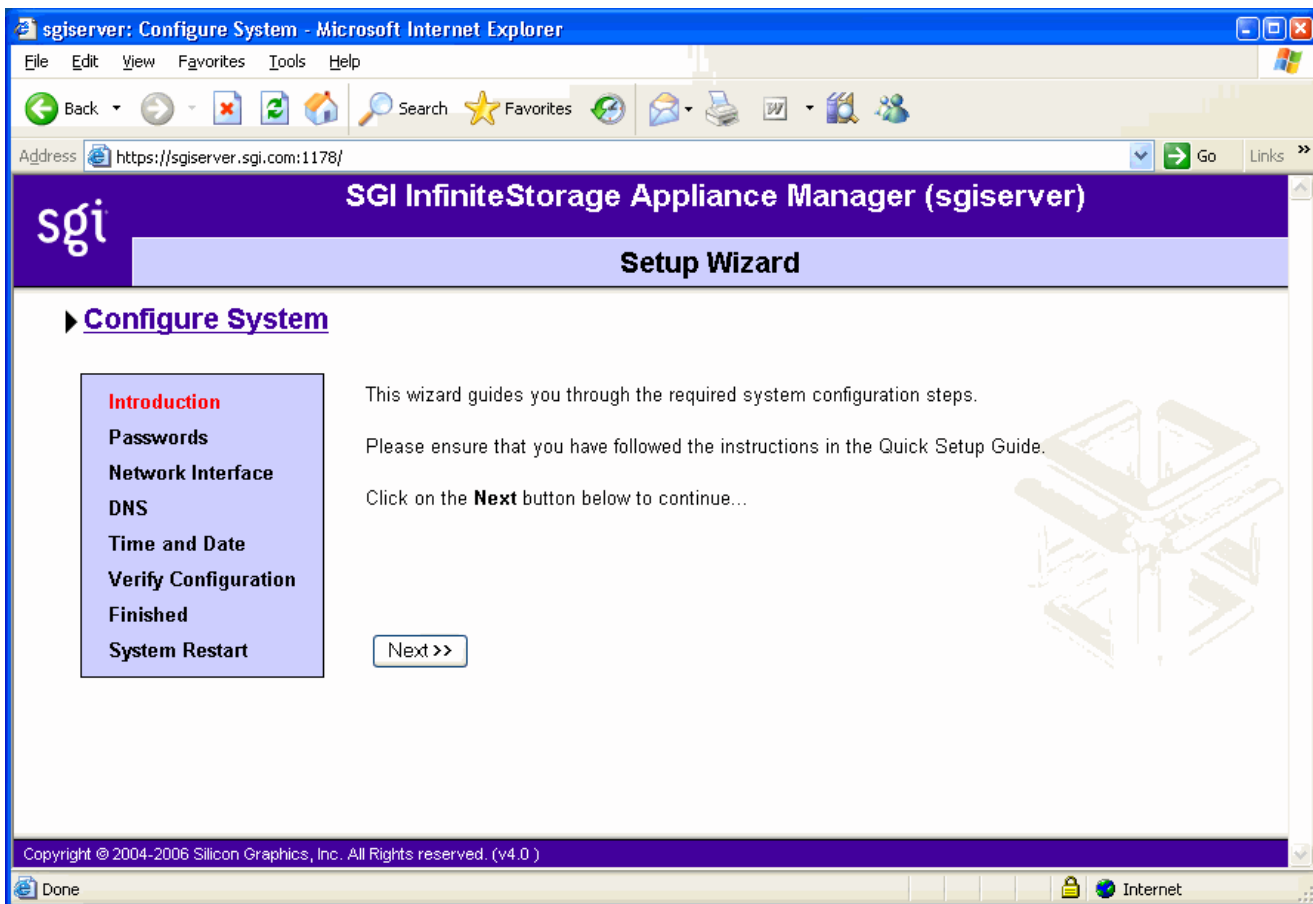 sgiserver: Configure System - Microsoft Internet Explorer
File Edit View Favorites Tools Help
Back Search Favorites
Address https://sgiserver.sgi.com:1178/ Go Links »
sgi
SGI InfiniteStorage Appliance Manager (sgiserver)
Setup Wizard
Configure System
Introduction
Passwords
Network Interface
DNS
Time and Date
Verify Configuration
Finished
System Restart
This wizard guides you through the required system configuration steps.
Please ensure that you have followed the instructions in the Quick Setup Guide.
Click on the Next button below to continue...
Next >>
Copyright © 2004-2006 Silicon Graphics, Inc. All Rights reserved. (v4.0 )
Done Internet